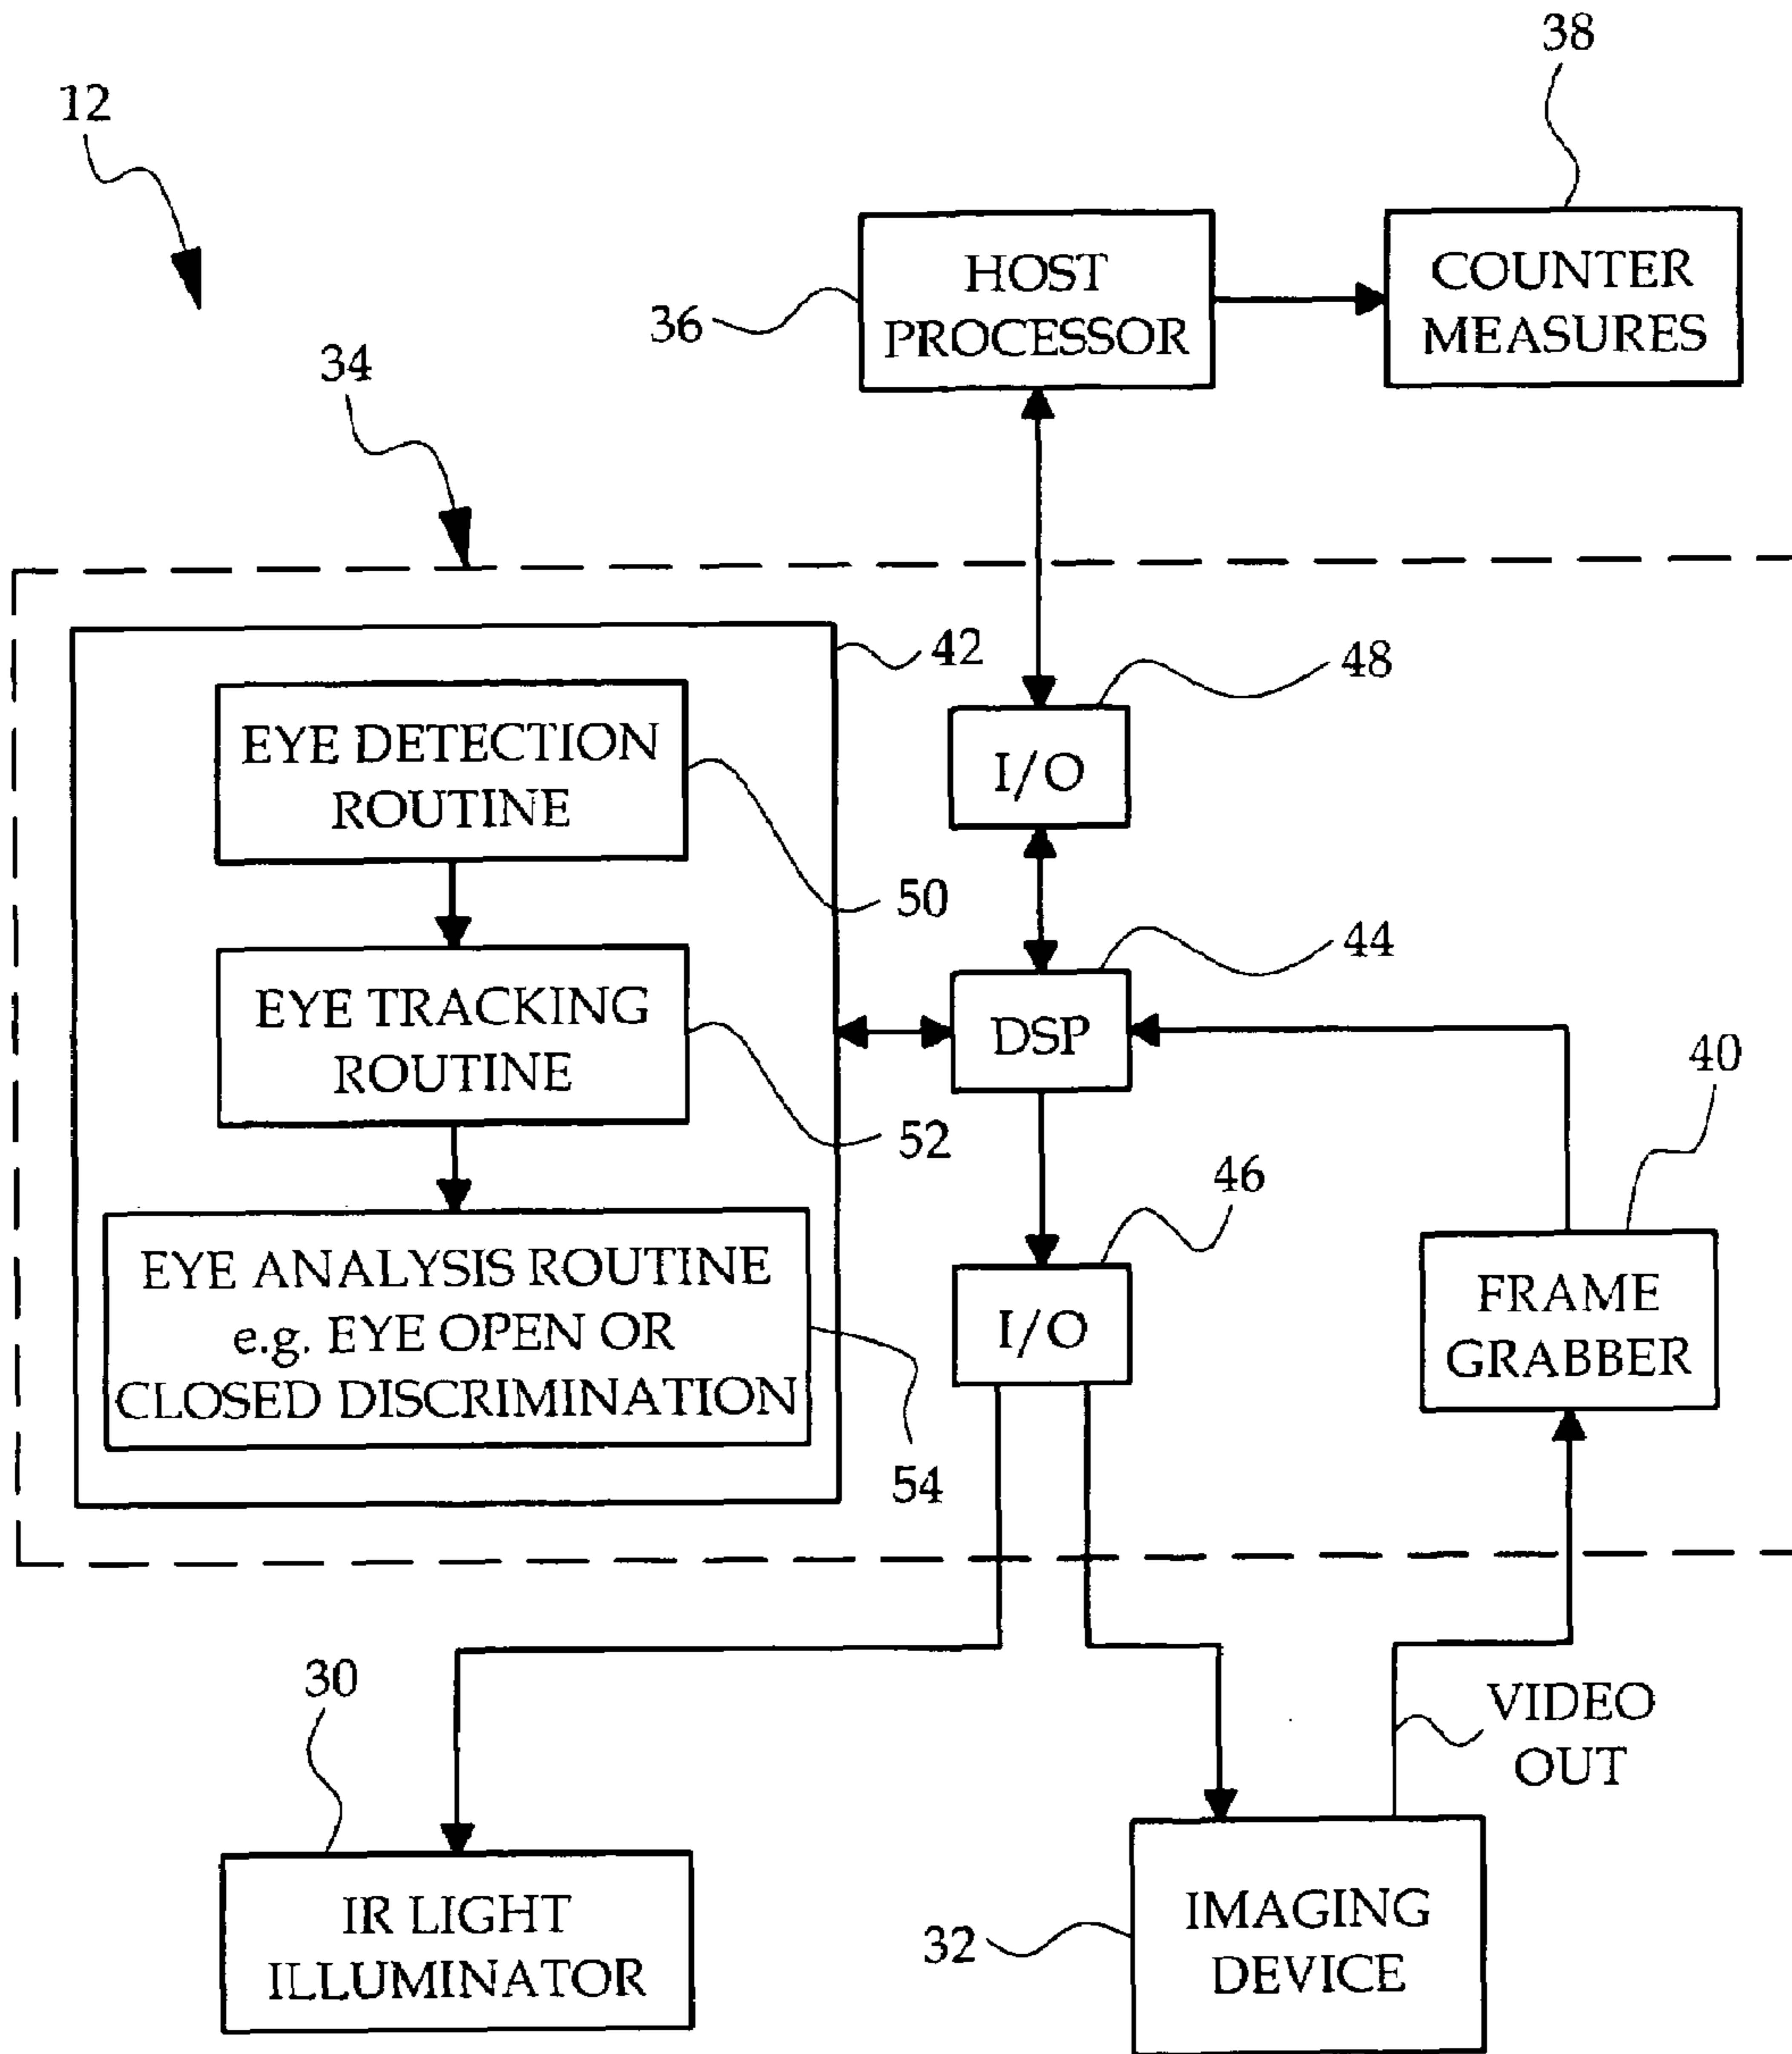 38
12
HOST
PROCESSOR
COUNTER
MEASURES
36
34
42
48
EYE DETECTION
ROUTINE
I/O
50
44
EYE TRACKING
ROUTINE
DSP
40
52
46
EYE ANALYSIS ROUTINE
e.g. EYE OPEN OR
CLOSED DISCRIMINATION
I/O
FRAME
GRABBER
54
30
VIDEO
OUT
IR LIGHT
ILLUMINATOR
32
IMAGING
DEVICE